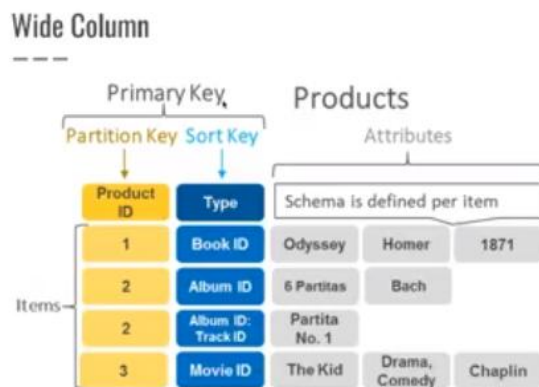 Wide Column
Primary Key
Products
Partition Key Sort Key
Attributes
Product
ID
Type
Schema is defined per item
1
Book ID
Odyssey
Homer
1871
Items
2
Album ID
6 Partitas
Bach
2
Album ID:
Track ID
Partita
No. 1
3
Movie ID
The Kid
Drama,
Comedy
Chaplin